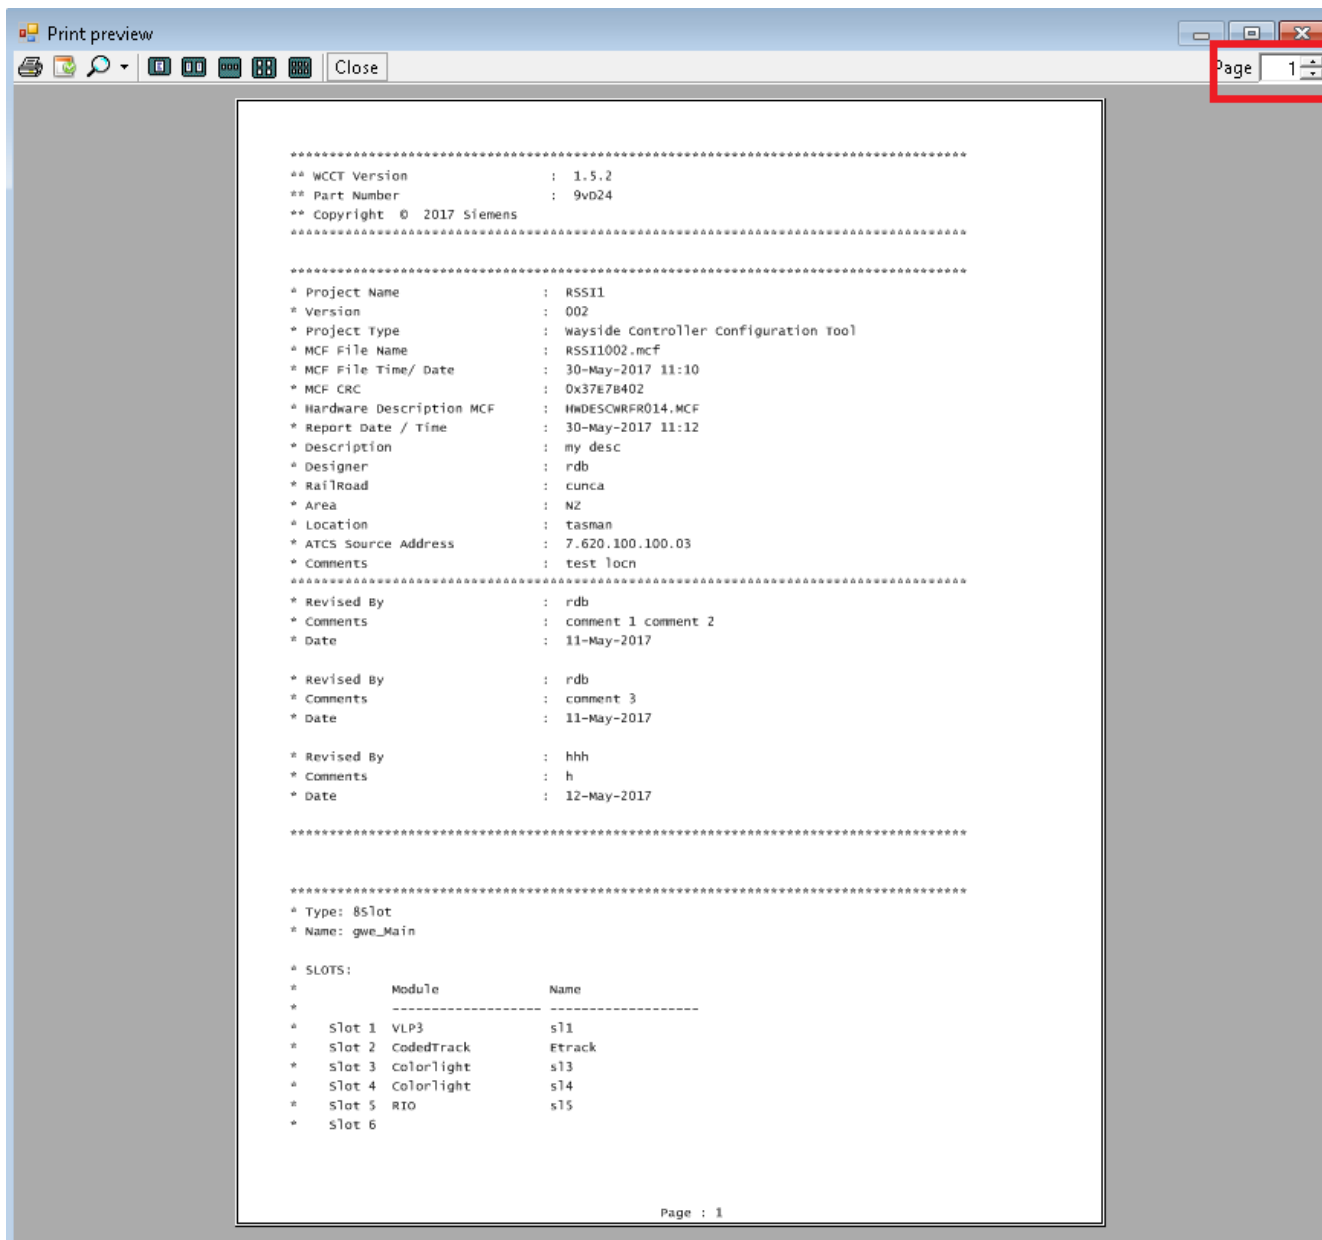 Print preview
Close
Page 1
********************************************************************************
** WCCT Version : 1.5.2
** Part Number : 9VD24
** Copyright © 2017 Siemens
********************************************************************************
********************************************************************************
* Project Name : RSSI1
* Version : 002
* Project Type : Wayside Controller Configuration Tool
* MCF File Name : RSSI1002.mcf
* MCF File Time/ Date : 30-May-2017 11:10
* MCF CRC : 0x37E7B402
* Hardware Description MCF : HWDESCWRFR014.MCF
* Report Date / Time : 30-May-2017 11:12
* Description : my desc
* Designer : rdb
* RailRoad : cunca
* Area : NZ
* Location : tasman
* ATCS Source Address : 7.620.100.100.03
* Comments : test locn
********************************************************************************
* Revised By : rdb
* Comments : comment 1 comment 2
* Date : 11-May-2017
* Revised By : rdb
* Comments : comment 3
* Date : 11-May-2017
* Revised By : hhh
* Comments : h
* Date : 12-May-2017
********************************************************************************
********************************************************************************
* Type: 8Slot
* Name: gwe_Main
* SLOTS:
* Module Name
* ------------------- -------------------
* Slot 1 VLP3 sl1
* Slot 2 CodedTrack Etrack
* Slot 3 Colorlight sl3
* Slot 4 Colorlight sl4
* Slot 5 RIO sl5
* Slot 6
Page : 1